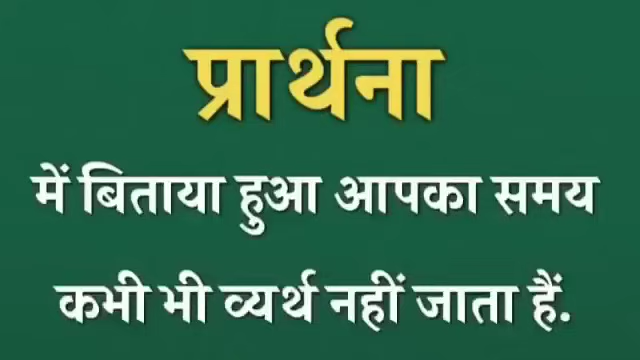 प्रार्थना
में बिताया हुआ आपका समय
कभी भी व्यर्थ नहीं जाता हैं.